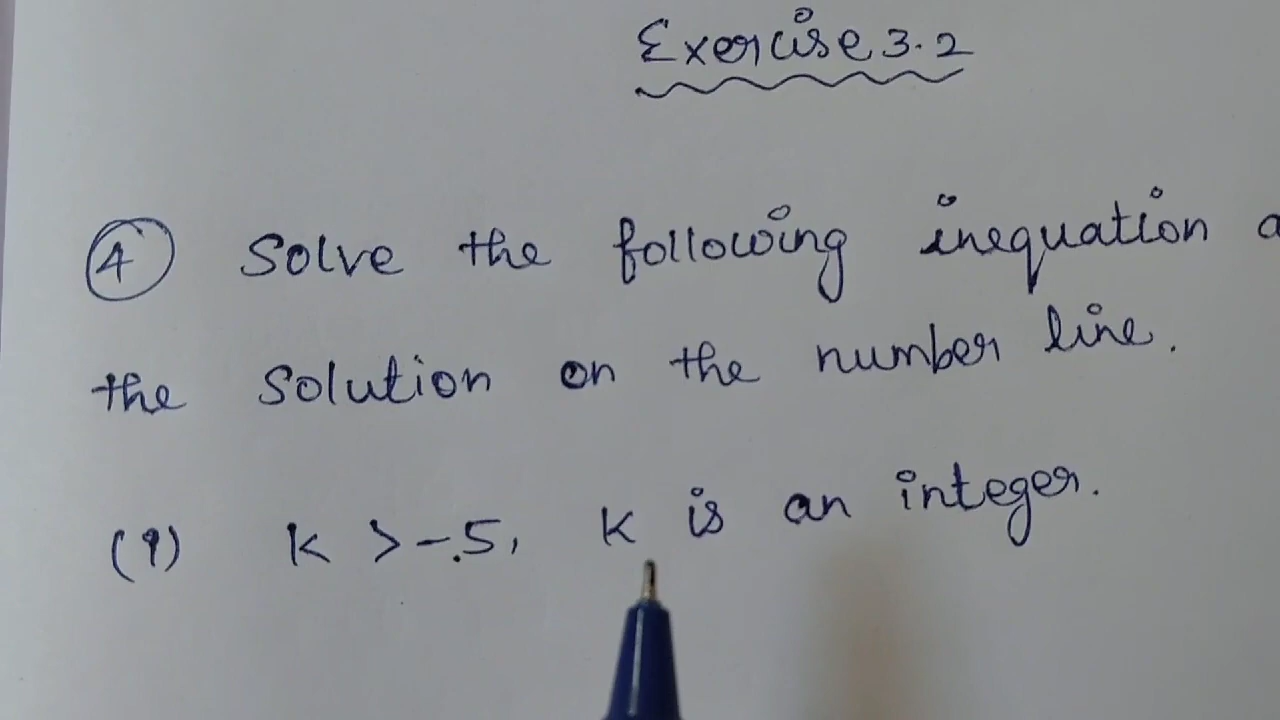 Exercise 3.2
4 Solve the following inequation
the solution on the number line.
(i) K > -5, K is an integer.